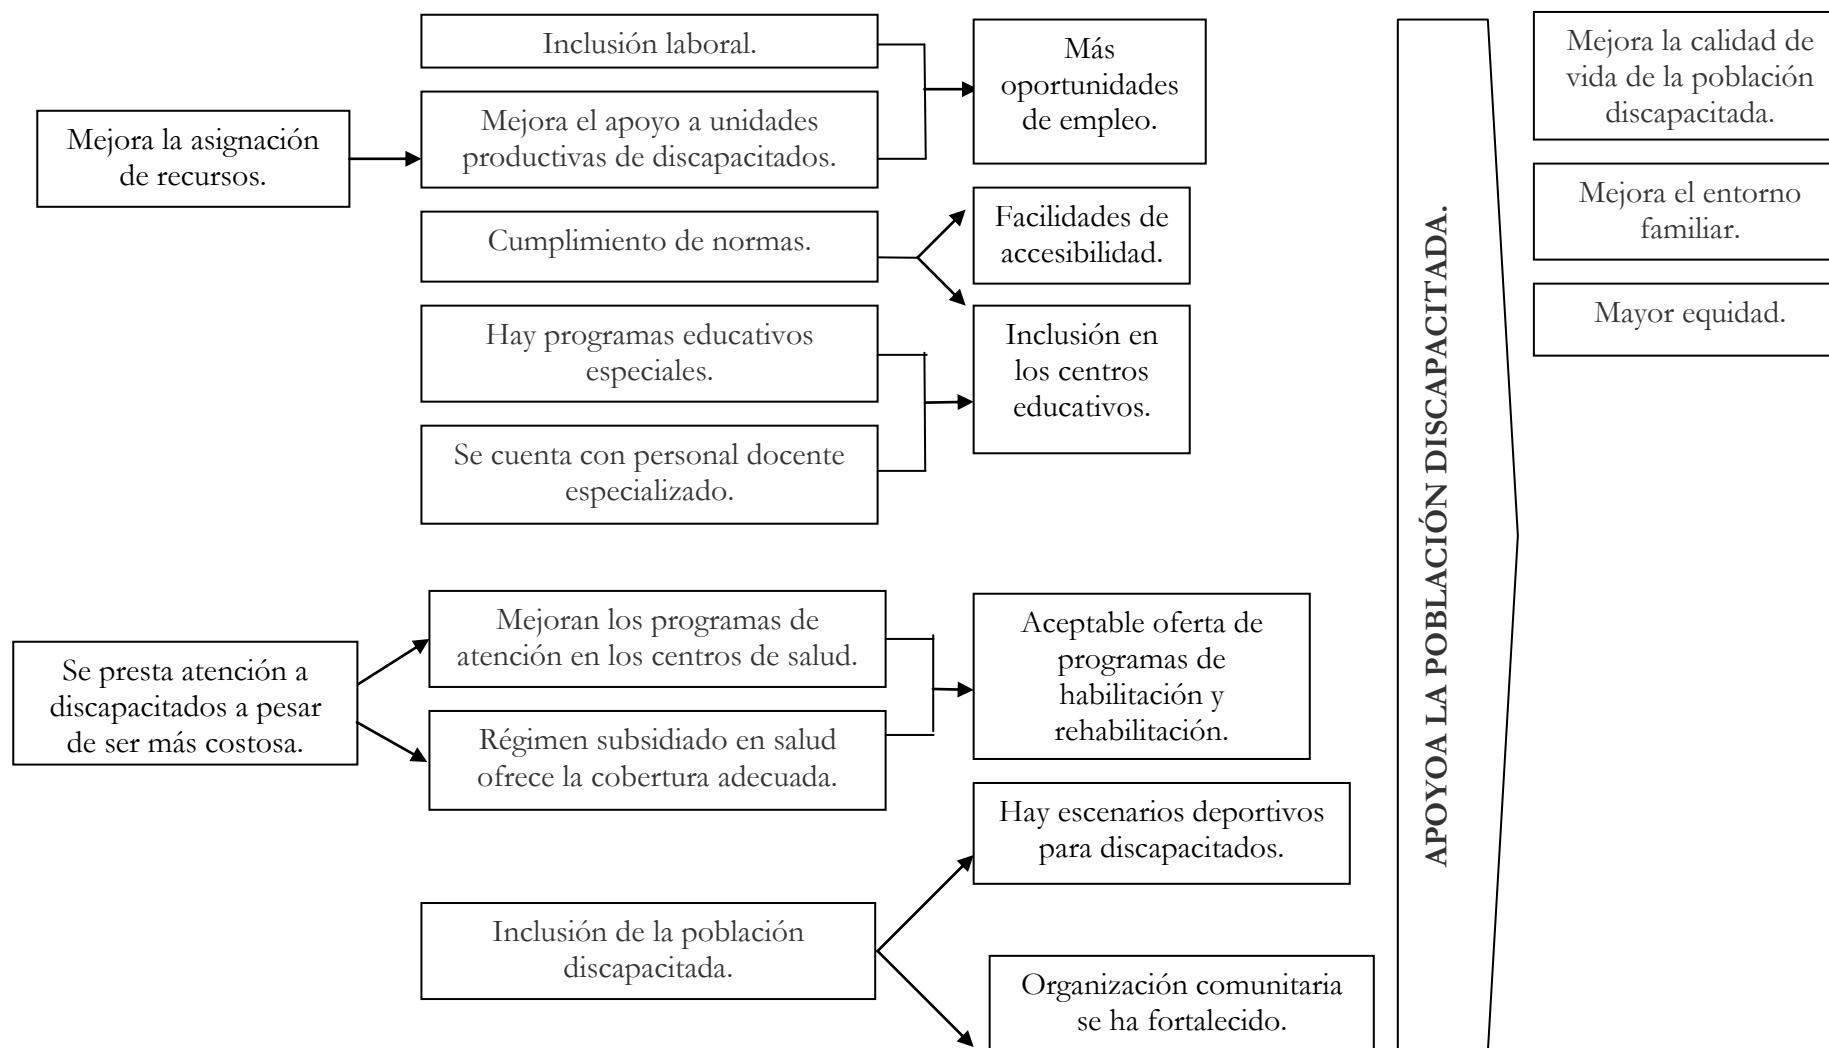 Inclusión laboral.
Más
oportunidades
de empleo.
Mejora la asignación
de recursos.
Mejora el apoyo a unidades
productivas de discapacitados.
Cumplimiento de normas.
Facilidades de
accesibilidad.
Hay programas educativos
especiales.
Inclusión en
los centros
educativos.
Se cuenta con personal docente
especializado.
Se presta atención a
discapacitados a pesar
de ser más costosa.
Mejoran los programas de
atención en los centros de salud.
Régimen subsidiado en salud
ofrece la cobertura adecuada.
Aceptable oferta de
programas de
habilitación y
rehabilitación.
Hay escenarios deportivos
para discapacitados.
Inclusión de la población
discapacitada.
Organización comunitaria
se ha fortalecido.
APOYOA LA POBLACIÓN DISCAPACITADA.
Mejora la calidad de
vida de la población
discapacitada.
Mejora el entorno
familiar.
Mayor equidad.